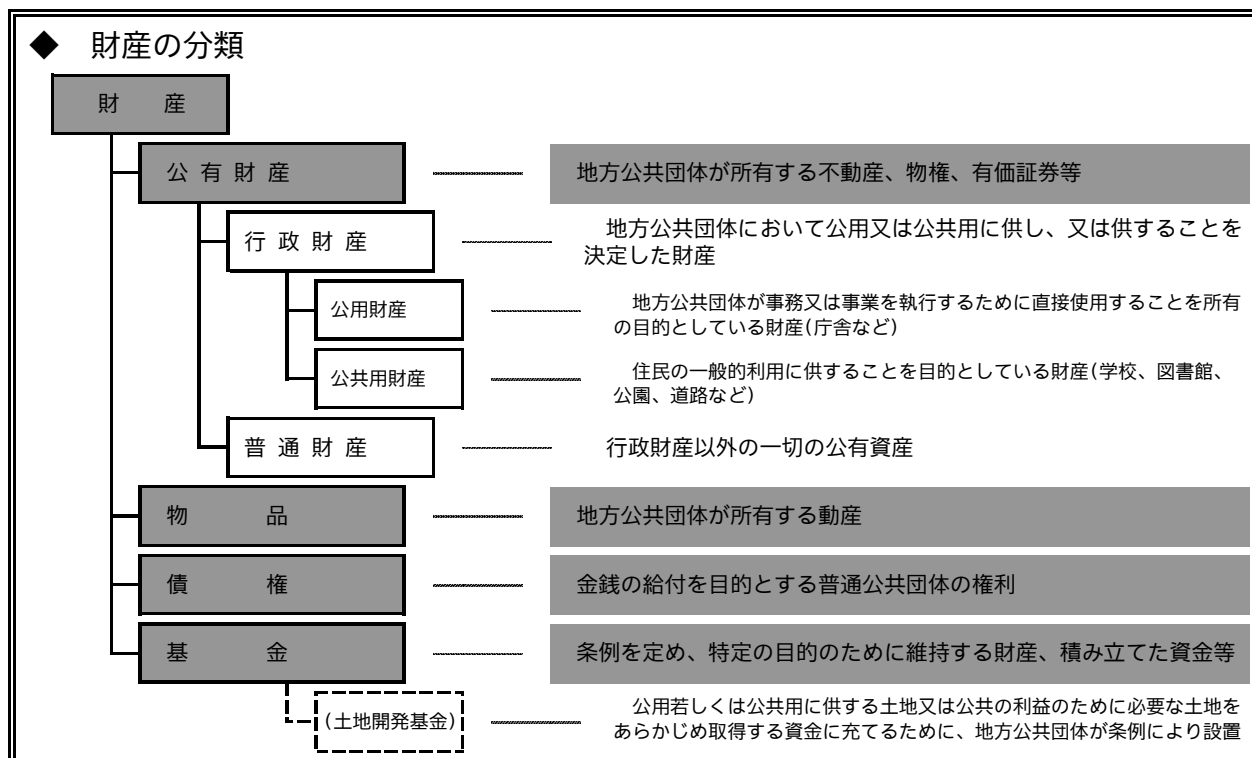 ◆ 財産の分類
財 産
公有財産
地方公共団体が所有する不動産、物権、有価証券等
行政財産
地方公共団体において公用又は公共用に供し、又は供することを
決定した財産
公用財産
地方公共団体が事務又は事業を執行するために直接使用することを所有
の目的としている財産(庁舎など)
公共用財産
住民の一般的利用に供することを目的としている財産(学校、図書館、
公園、道路など)
普通財産
行政財産以外の一切の公有資産
物 品
地方公共団体が所有する動産
債 権
金銭の給付を目的とする普通公共団体の権利
基 金
条例を定め、特定の目的のために維持する財産、積み立てた資金等
(土地開発基金)
公用若しくは公共用に供する土地又は公共の利益のために必要な土地を
あらかじめ取得する資金に充てるために、地方公共団体が条例により設置